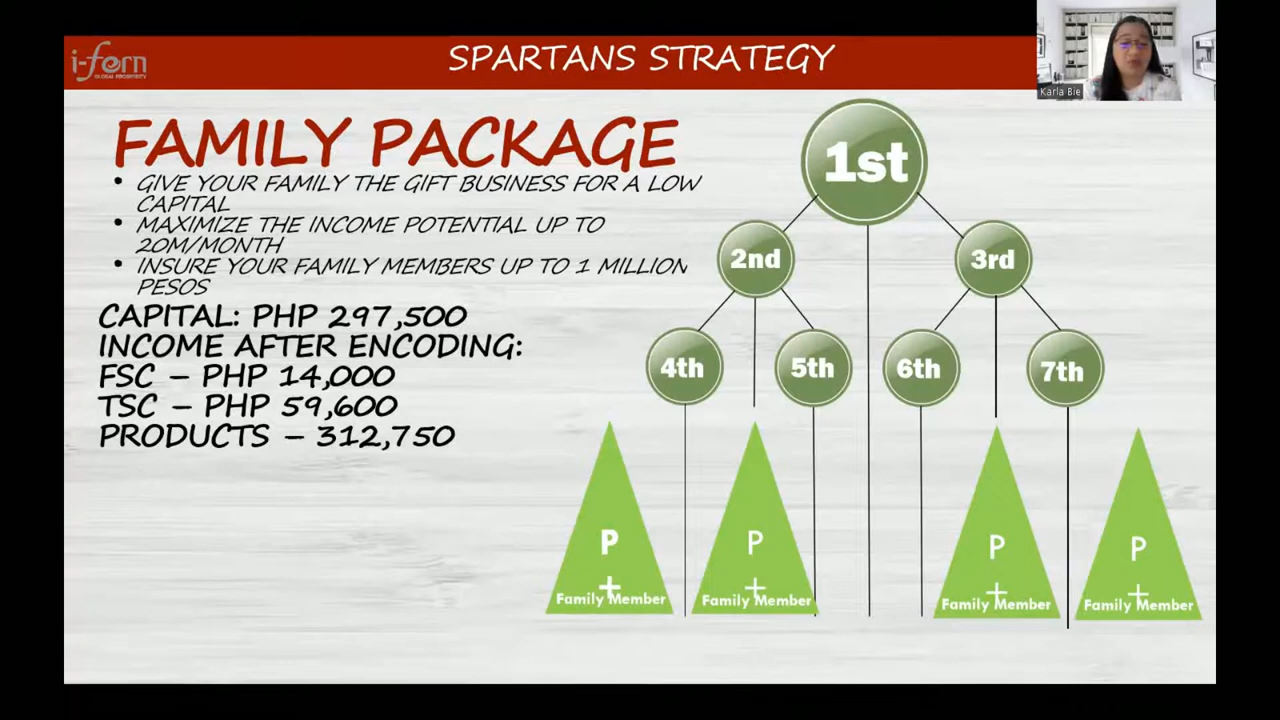 i-fern
GLOBAL PROSPERITY
SPARTANS STRATEGY
Karla Bie
FAMILY PACKAGE
• GIVE YOUR FAMILY THE GIFT BUSINESS FOR A LOW
CAPITAL
• MAXIMIZE THE INCOME POTENTIAL UP TO
20M/MONTH
• INSURE YOUR FAMILY MEMBERS UP TO 1 MILLION
PESOS
CAPITAL: PHP 297,500
INCOME AFTER ENCODING:
FSC – PHP 14,000
TSC – PHP 59,600
PRODUCTS – 312,750
1st
2nd
3rd
4th
5th
6th
7th
P
+
Family Member
P
+
Family Member
P
+
Family Member
P
+
Family Member